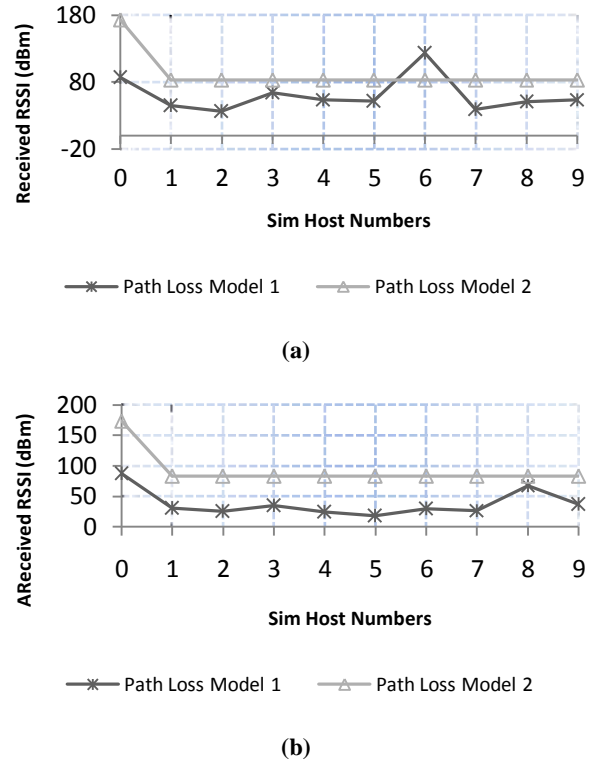 180
80
-20
Received RSSI (dBm)
0 1 2 3 4 5 6 7 8 9
Sim Host Numbers
Path Loss Model 1 Path Loss Model 2
(a)
200
150
100
50
0
AReceived RSSI (dBm)
0 1 2 3 4 5 6 7 8 9
Sim Host Numbers
Path Loss Model 1 Path Loss Model 2
(b)